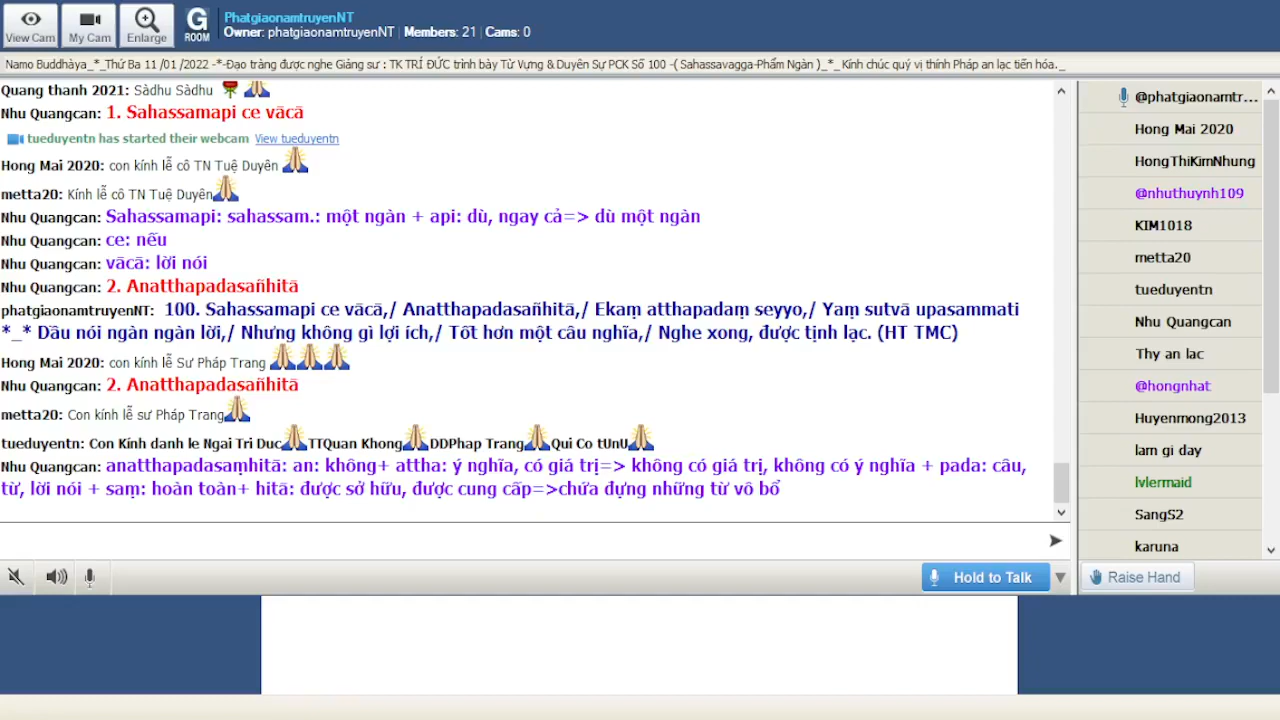 View Cam
My Cam
Enlarge
G
ROOM
PhatgiaonamtruyenNT
Owner: phatgiaonamtruyenNT | Members: 21 | Cams: 0
Namo Buddhàya_*_Thứ Ba 11 /01 /2022 -*-Đạo tràng được nghe Giảng sư : TK TRÍ ĐỨC trình bày Từ Vựng & Duyên Sự PCK Số 100 -( Sahassavagga-Phẩm Ngàn )_*_ Kính chúc quý vị thính Pháp an lạc tiến hóa._
Quang thanh 2021: Sàdhu Sàdhu
Nhu Quangcan: 1. Sahassamapi ce vācā
tueduyentn has started their webcam View tueduyentn
Hong Mai 2020: con kính lễ cô TN Tuệ Duyên
metta20: Kính lễ cô TN Tuệ Duyên
Nhu Quangcan: Sahassamapi: sahassam.: một ngàn + api: dù, ngay cả=> dù một ngàn
Nhu Quangcan: ce: nếu
Nhu Quangcan: vācā: lời nói
Nhu Quangcan: 2. Anatthapadasañhitā
phatgiaonamtruyenNT: 100. Sahassamapi ce vācā,/ Anatthapadasañhitā,/ Ekaṃ atthapadaṃ seyyo,/ Yaṃ sutvā upasammati
*_* Dầu nói ngàn ngàn lời,/ Nhưng không gì lợi ích,/ Tốt hơn một câu nghĩa,/ Nghe xong, được tịnh lạc. (HT TMC)
Hong Mai 2020: con kính lễ Sư Pháp Trang
Nhu Quangcan: 2. Anatthapadasañhitā
metta20: Con kính lễ sư Pháp Trang
tueduyentn: Con Kính danh le Ngai Tri Duc TTQuan Khong DDPhap Trang Qui Co tUnU
Nhu Quangcan: anatthapadasaṃhitā: an: không+ attha: ý nghĩa, có giá trị=> không có giá trị, không có ý nghĩa + pada: câu,
từ, lời nói + saṃ: hoàn toàn+ hitā: được sở hữu, được cung cấp=>chứa đựng những từ vô bổ
Hold to Talk
@phatgiaonamtr...
Hong Mai 2020
HongThiKimNhung
@nhuthuynh109
KIM1018
metta20
tueduyentn
Nhu Quangcan
Thy an lac
@hongnhat
Huyenmong2013
lam gi day
lvlermaid
SangS2
karuna
Raise Hand